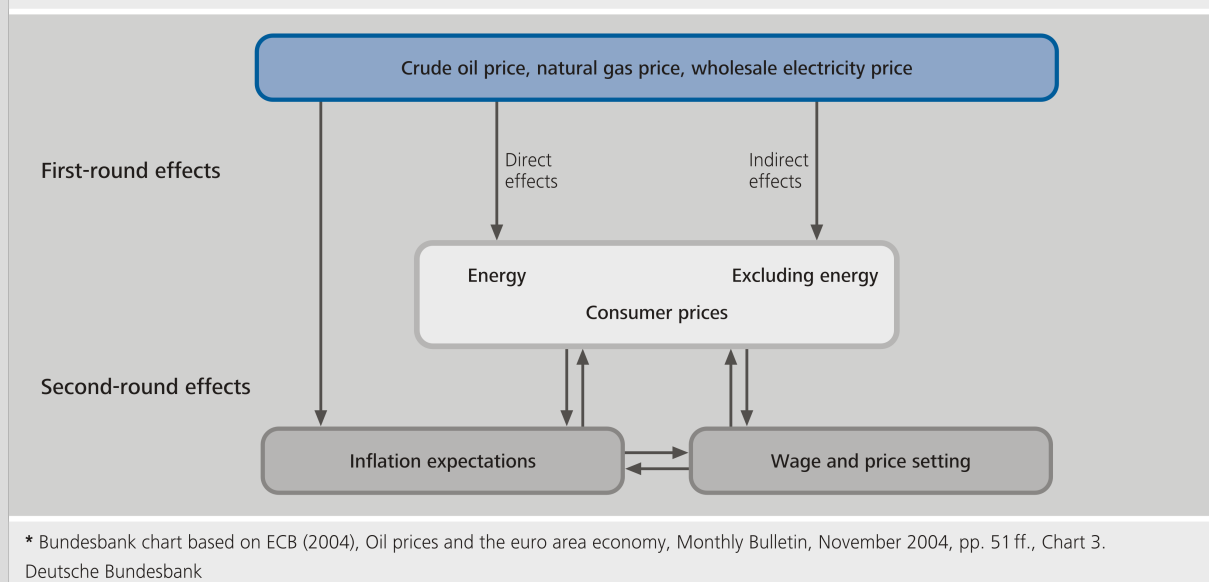 Crude oil price, natural gas price, wholesale electricity price
First-round effects
Direct
effects
Indirect
effects
Energy
Excluding energy
Consumer prices
Second-round effects
Inflation expectations
Wage and price setting
* Bundesbank chart based on ECB (2004), Oil prices and the euro area economy, Monthly Bulletin, November 2004, pp. 51 ff., Chart 3.
Deutsche Bundesbank